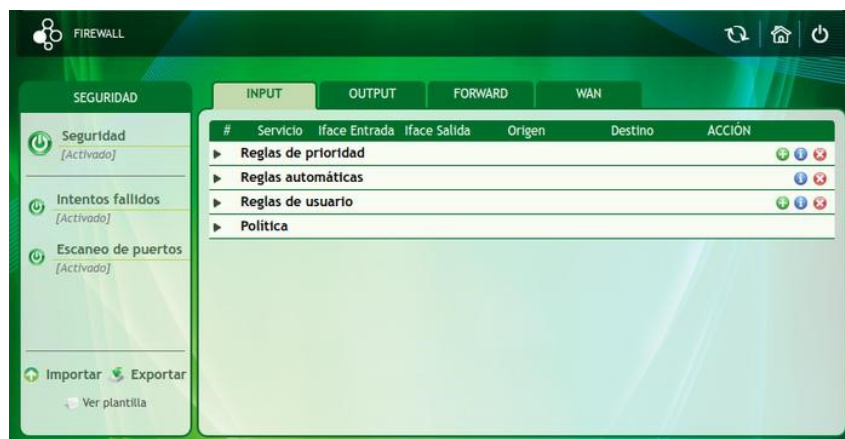 FIREWALL
SEGURIDAD
Seguridad
[Activado]
Intentos fallidos
[Activado]
Escaneo de puertos
[Activado]
Importar Exportar
Ver plantilla
INPUT OUTPUT FORWARD WAN
# Servicio Iface Entrada Iface Salida Origen Destino ACCIÓN
Reglas de prioridad
Reglas automáticas
Reglas de usuario
Política